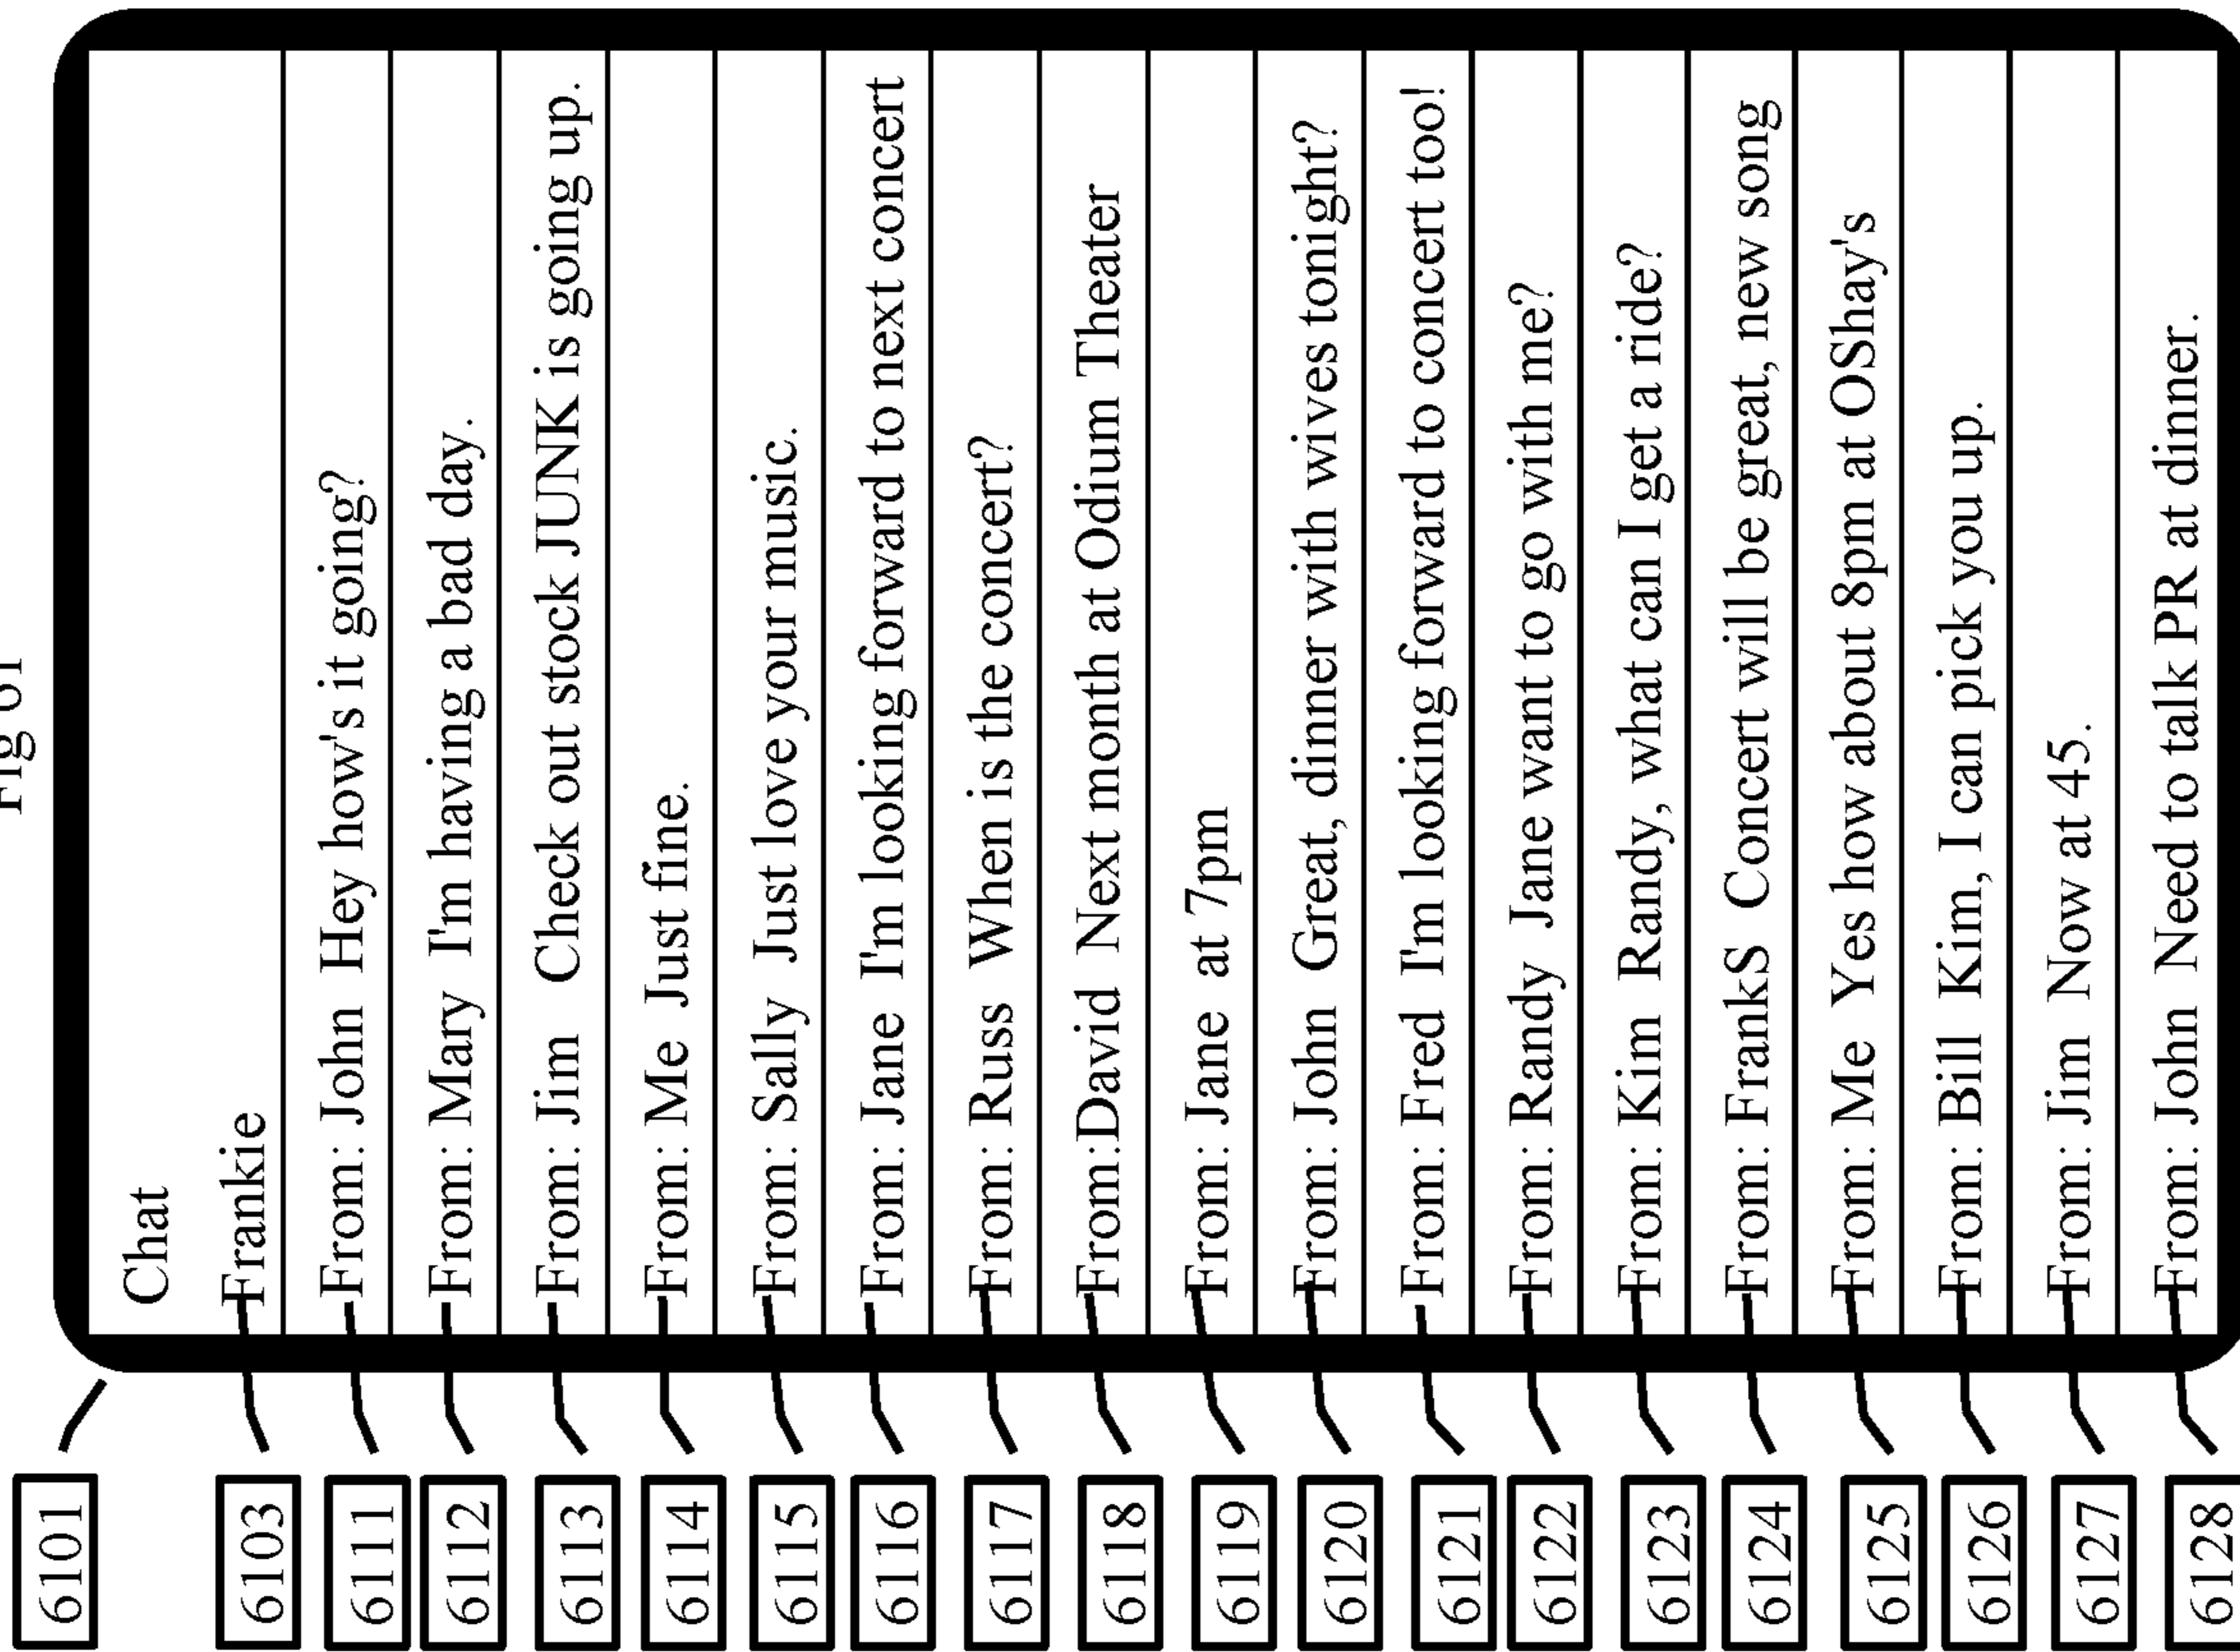 Chat
6101
Frankie
6103
From: John Hey how's it going?
6111
From: Mary I'm having a bad day.
6112
From: Jim Check out stock JUNK is going up.
6113
From: Me Just fine.
6114
From: Sally Just love your music.
6115
From: Jane I'm looking forward to next concert
6116
From: Russ When is the concert?
6117
From:David Next month at Odium Theater
6118
From: Jane at 7pm
6119
From: John Great, dinner with wives tonight?
6120
From: Fred I'm looking forward to concert too!
6121
From: Randy Jane want to go with me?
6122
From: Kim Randy, what can I get a ride?
6123
From: FrankS Concert will be great, new song
6124
From: Me Yes how about 8pm at OShay's
6125
From: Bill Kim, I can pick you up.
6126
From: Jim Now at 45.
6127
From: John Need to talk PR at dinner.
6128